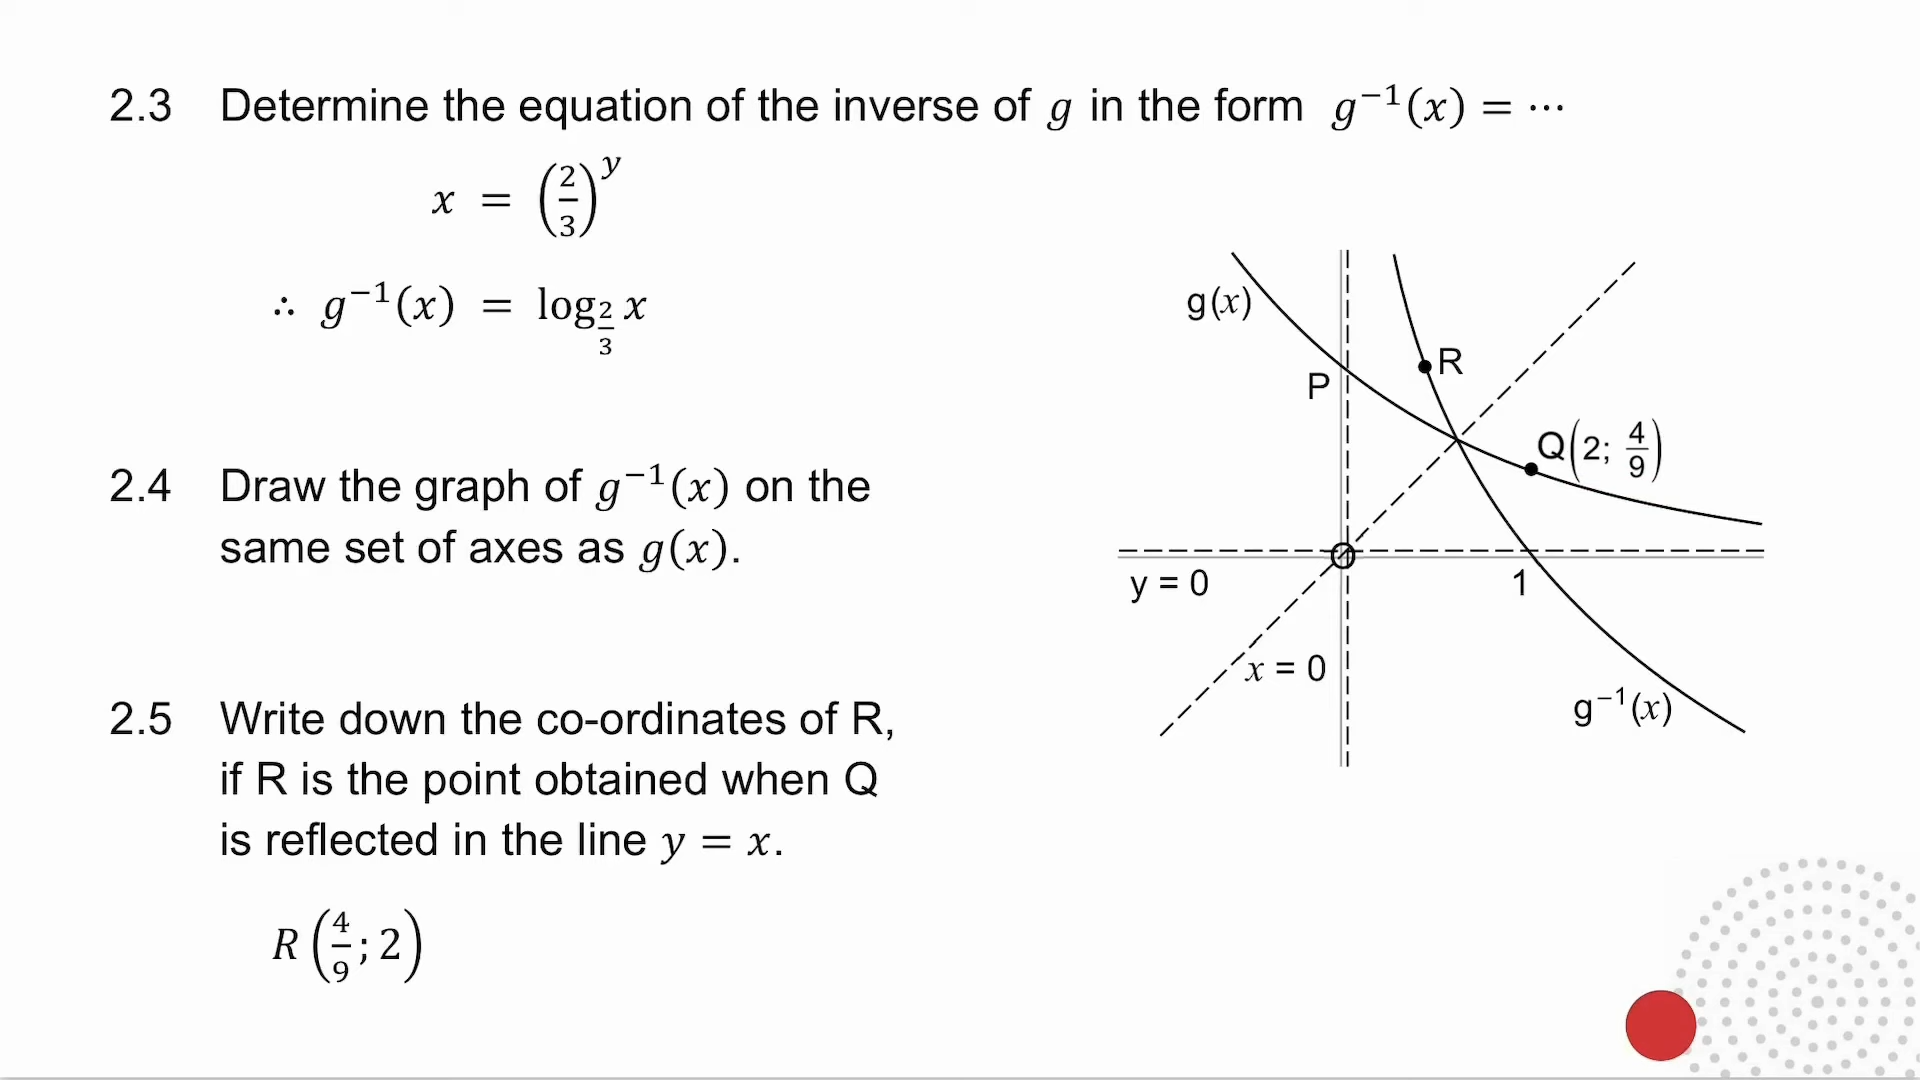 2.3 Determine the equation of the inverse of g in the form g⁻¹(x) = ⋯
x = (2/3)^y
∴ g⁻¹(x) = log_{2/3} x
2.4 Draw the graph of g⁻¹(x) on the
same set of axes as g(x).
2.5 Write down the co-ordinates of R,
if R is the point obtained when Q
is reflected in the line y = x.
R(4/9; 2)
g(x)
R
P
Q(2; 4/9)
O
y = 0
1
x = 0
g⁻¹(x)